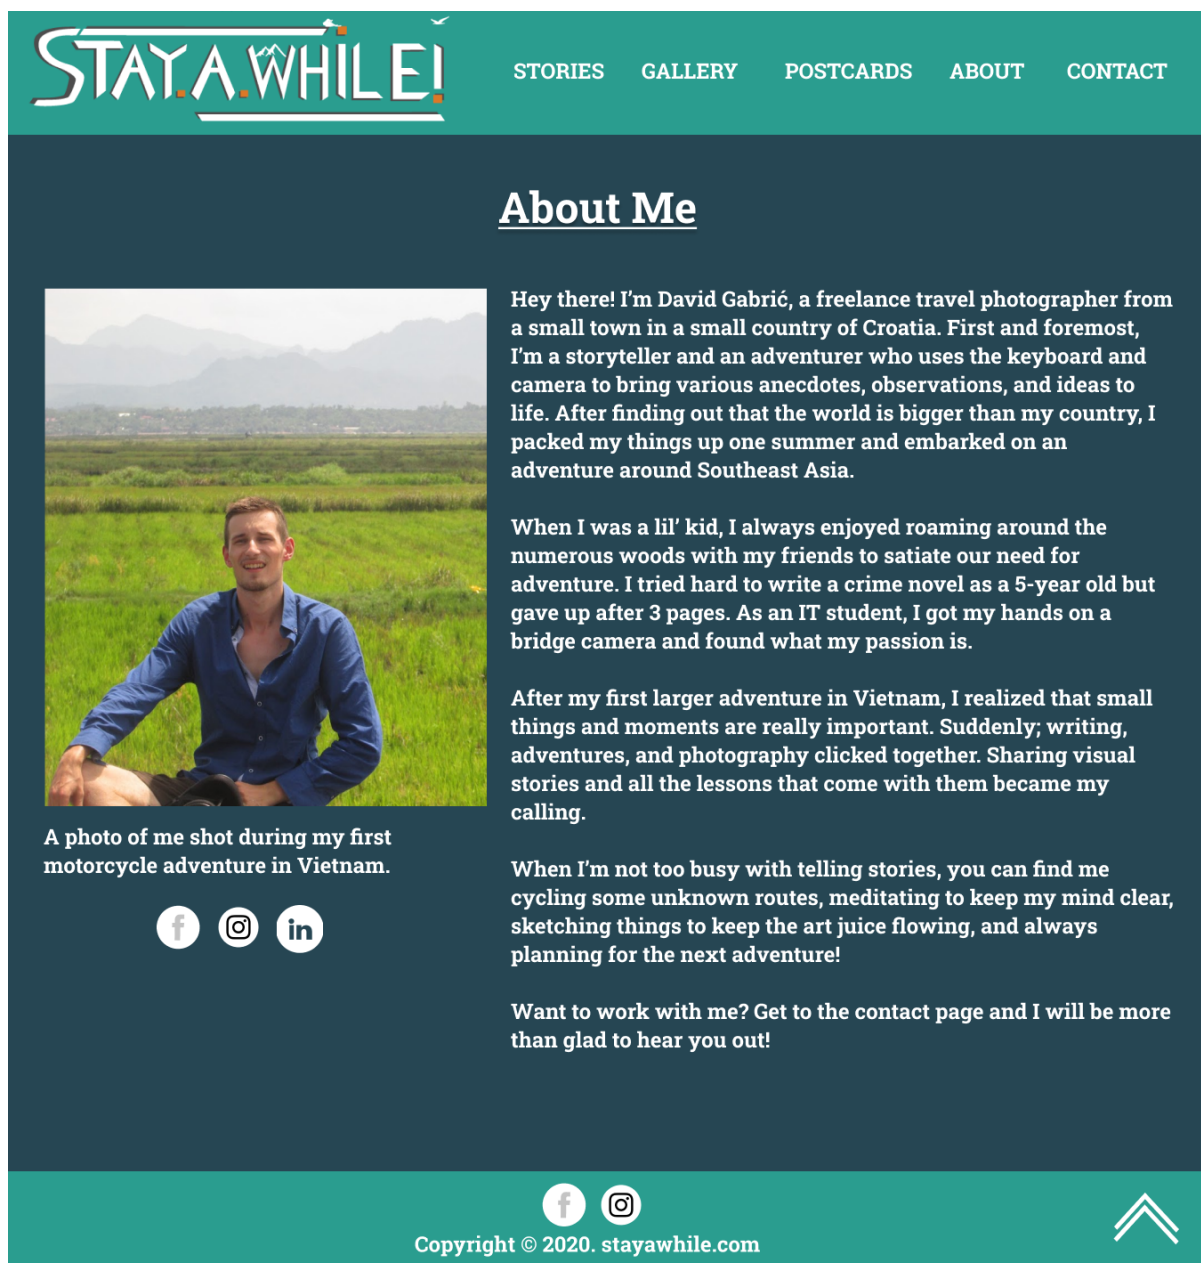 STAY.A.WHILE!
STORIES GALLERY POSTCARDS ABOUT CONTACT
About Me
Hey there! I’m David Gabrić, a freelance travel photographer from
a small town in a small country of Croatia. First and foremost,
I’m a storyteller and an adventurer who uses the keyboard and
camera to bring various anecdotes, observations, and ideas to
life. After finding out that the world is bigger than my country, I
packed my things up one summer and embarked on an
adventure around Southeast Asia.
When I was a lil’ kid, I always enjoyed roaming around the
numerous woods with my friends to satiate our need for
adventure. I tried hard to write a crime novel as a 5-year old but
gave up after 3 pages. As an IT student, I got my hands on a
bridge camera and found what my passion is.
After my first larger adventure in Vietnam, I realized that small
things and moments are really important. Suddenly; writing,
adventures, and photography clicked together. Sharing visual
stories and all the lessons that come with them became my
calling.
When I’m not too busy with telling stories, you can find me
cycling some unknown routes, meditating to keep my mind clear,
sketching things to keep the art juice flowing, and always
planning for the next adventure!
Want to work with me? Get to the contact page and I will be more
than glad to hear you out!
A photo of me shot during my first
motorcycle adventure in Vietnam.
f in
f
Copyright © 2020. stayawhile.com